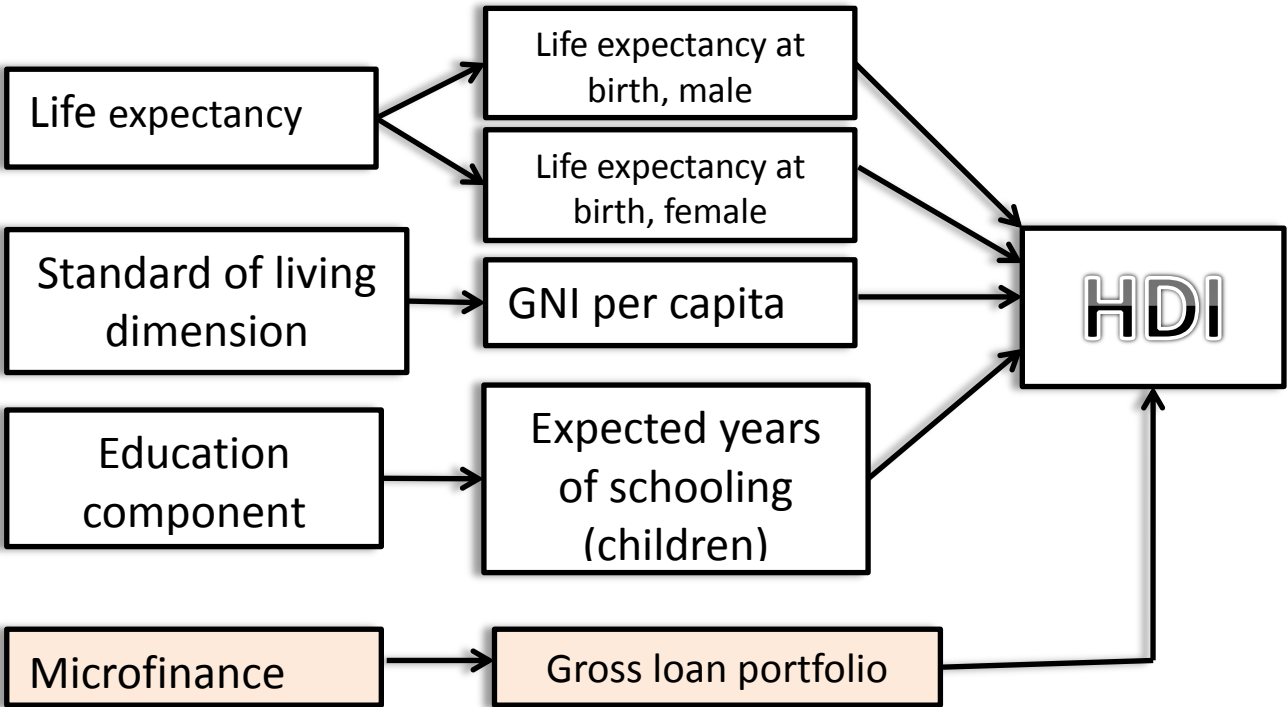 Life expectancy
Life expectancy at
birth, male
Life expectancy at
birth, female
Standard of living
dimension
GNI per capita
HDI
Education
component
Expected years
of schooling
(children)
Microfinance
Gross loan portfolio